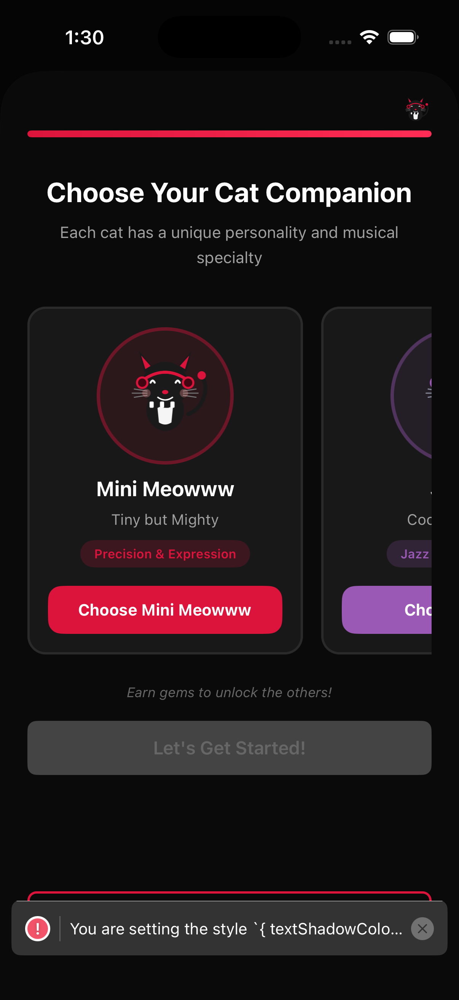 1:30
Choose Your Cat Companion
Each cat has a unique personality and musical
specialty
Mini Meowww
Tiny but Mighty
Precision & Expression
Choose Mini Meowww
Coo
Jazz
Cho
Earn gems to unlock the others!
Let's Get Started!
! You are setting the style `{ textShadowColo...